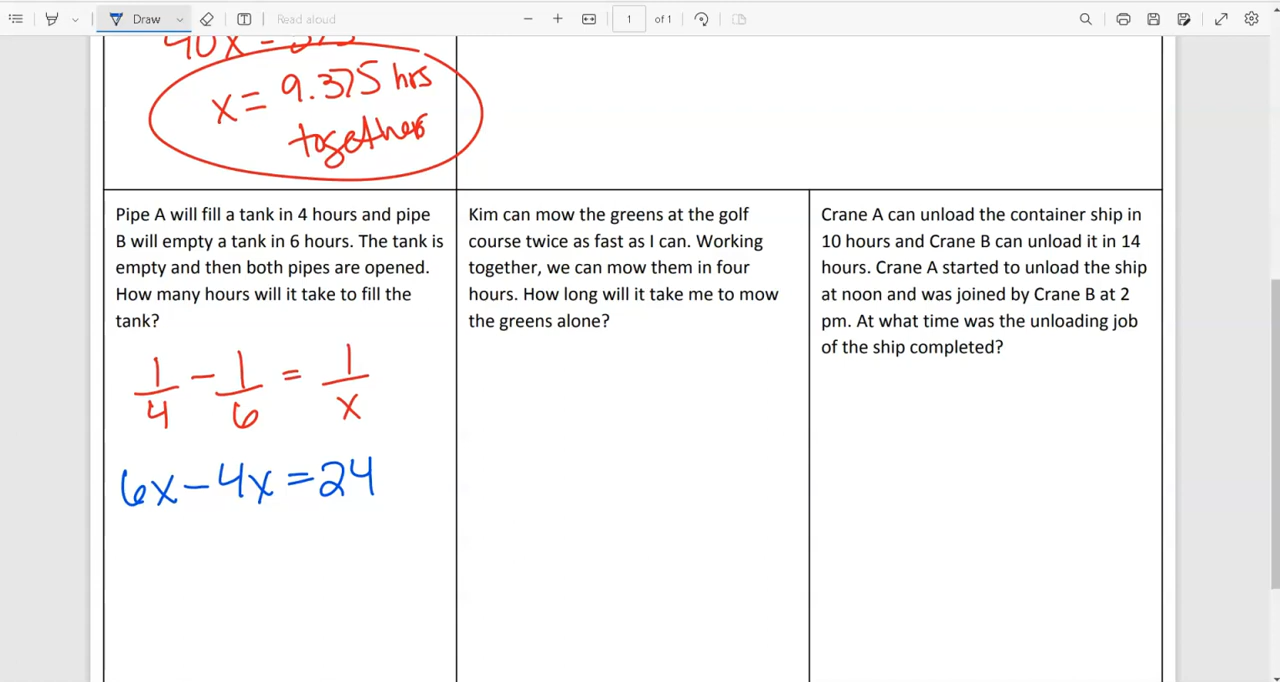 Draw
Read aloud
1 of 1
40x = 375
x = 9.375 hrs
together
Pipe A will fill a tank in 4 hours and pipe
B will empty a tank in 6 hours. The tank is
empty and then both pipes are opened.
How many hours will it take to fill the
tank?
1/4 - 1/6 = 1/x
6x - 4x = 24
Kim can mow the greens at the golf
course twice as fast as I can. Working
together, we can mow them in four
hours. How long will it take me to mow
the greens alone?
Crane A can unload the container ship in
10 hours and Crane B can unload it in 14
hours. Crane A started to unload the ship
at noon and was joined by Crane B at 2
pm. At what time was the unloading job
of the ship completed?